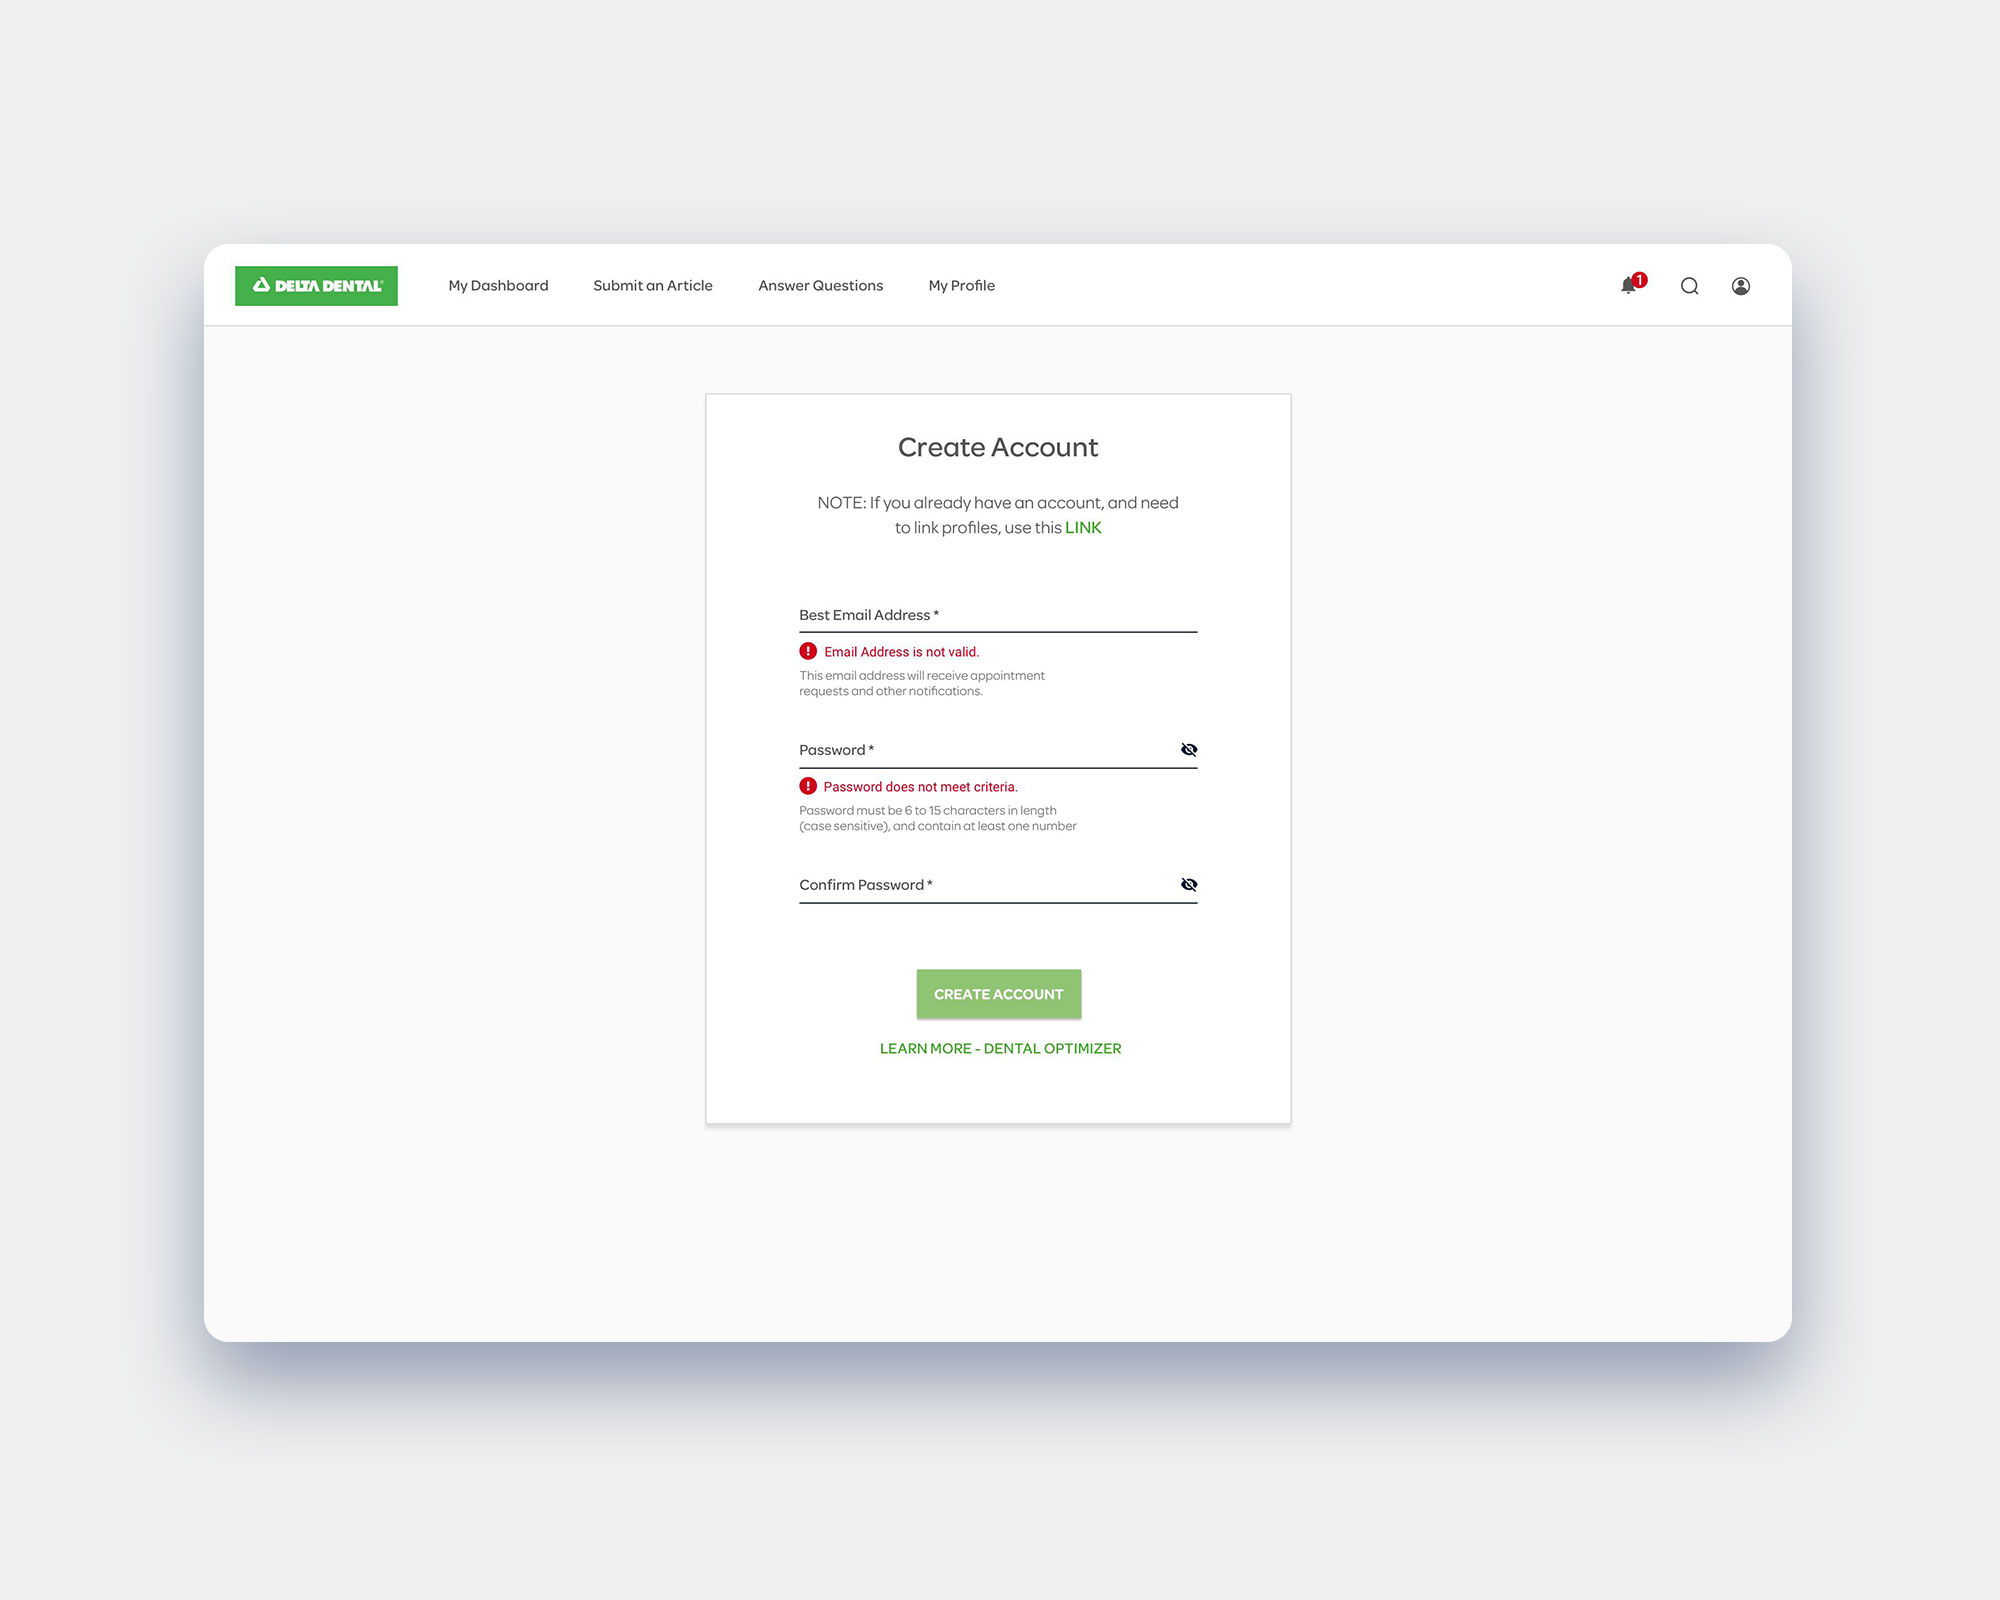 DELTA DENTAL®
My Dashboard
Submit an Article
Answer Questions
My Profile
1
Create Account
NOTE: If you already have an account, and need
to link profiles, use this LINK
Best Email Address *
Email Address is not valid.
This email address will receive appointment
requests and other notifications.
Password *
Password does not meet criteria.
Password must be 6 to 15 characters in length
(case sensitive), and contain at least one number
Confirm Password *
CREATE ACCOUNT
LEARN MORE - DENTAL OPTIMIZER